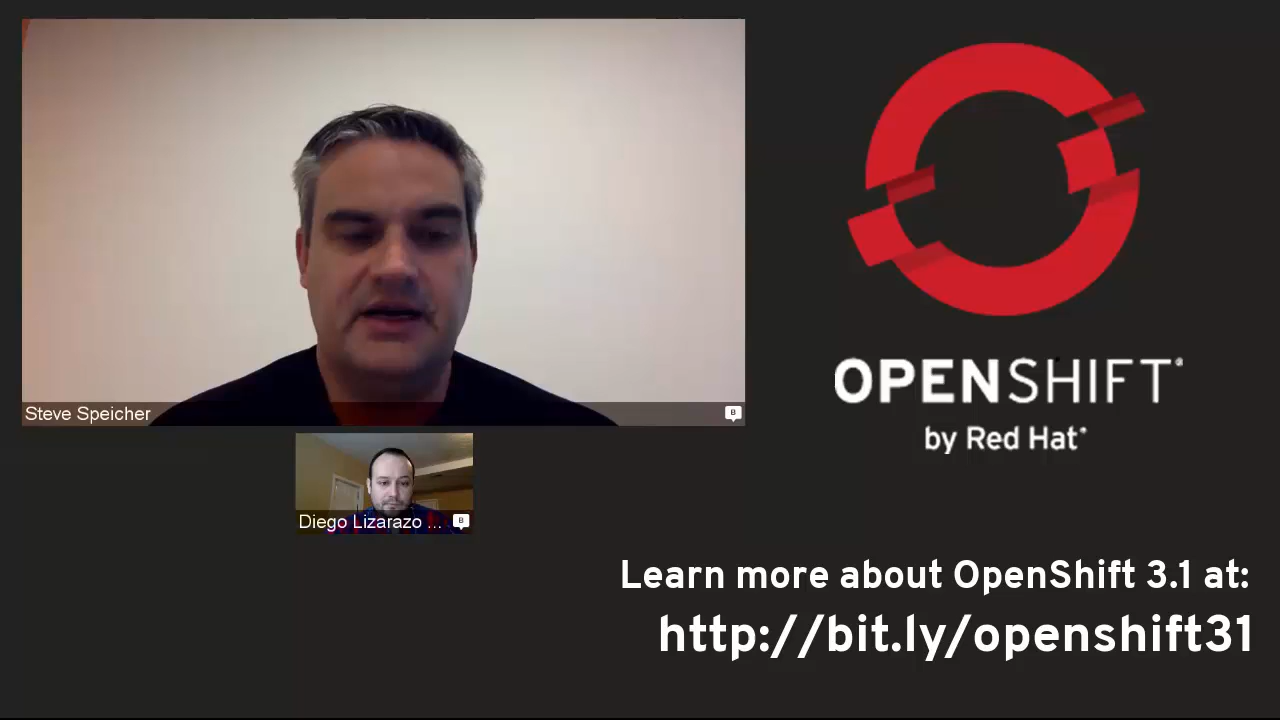 Steve Speicher
B
Diego Lizarazo ...
B
OPENSHIFT®
by Red Hat®
Learn more about OpenShift 3.1 at:
http://bit.ly/openshift31